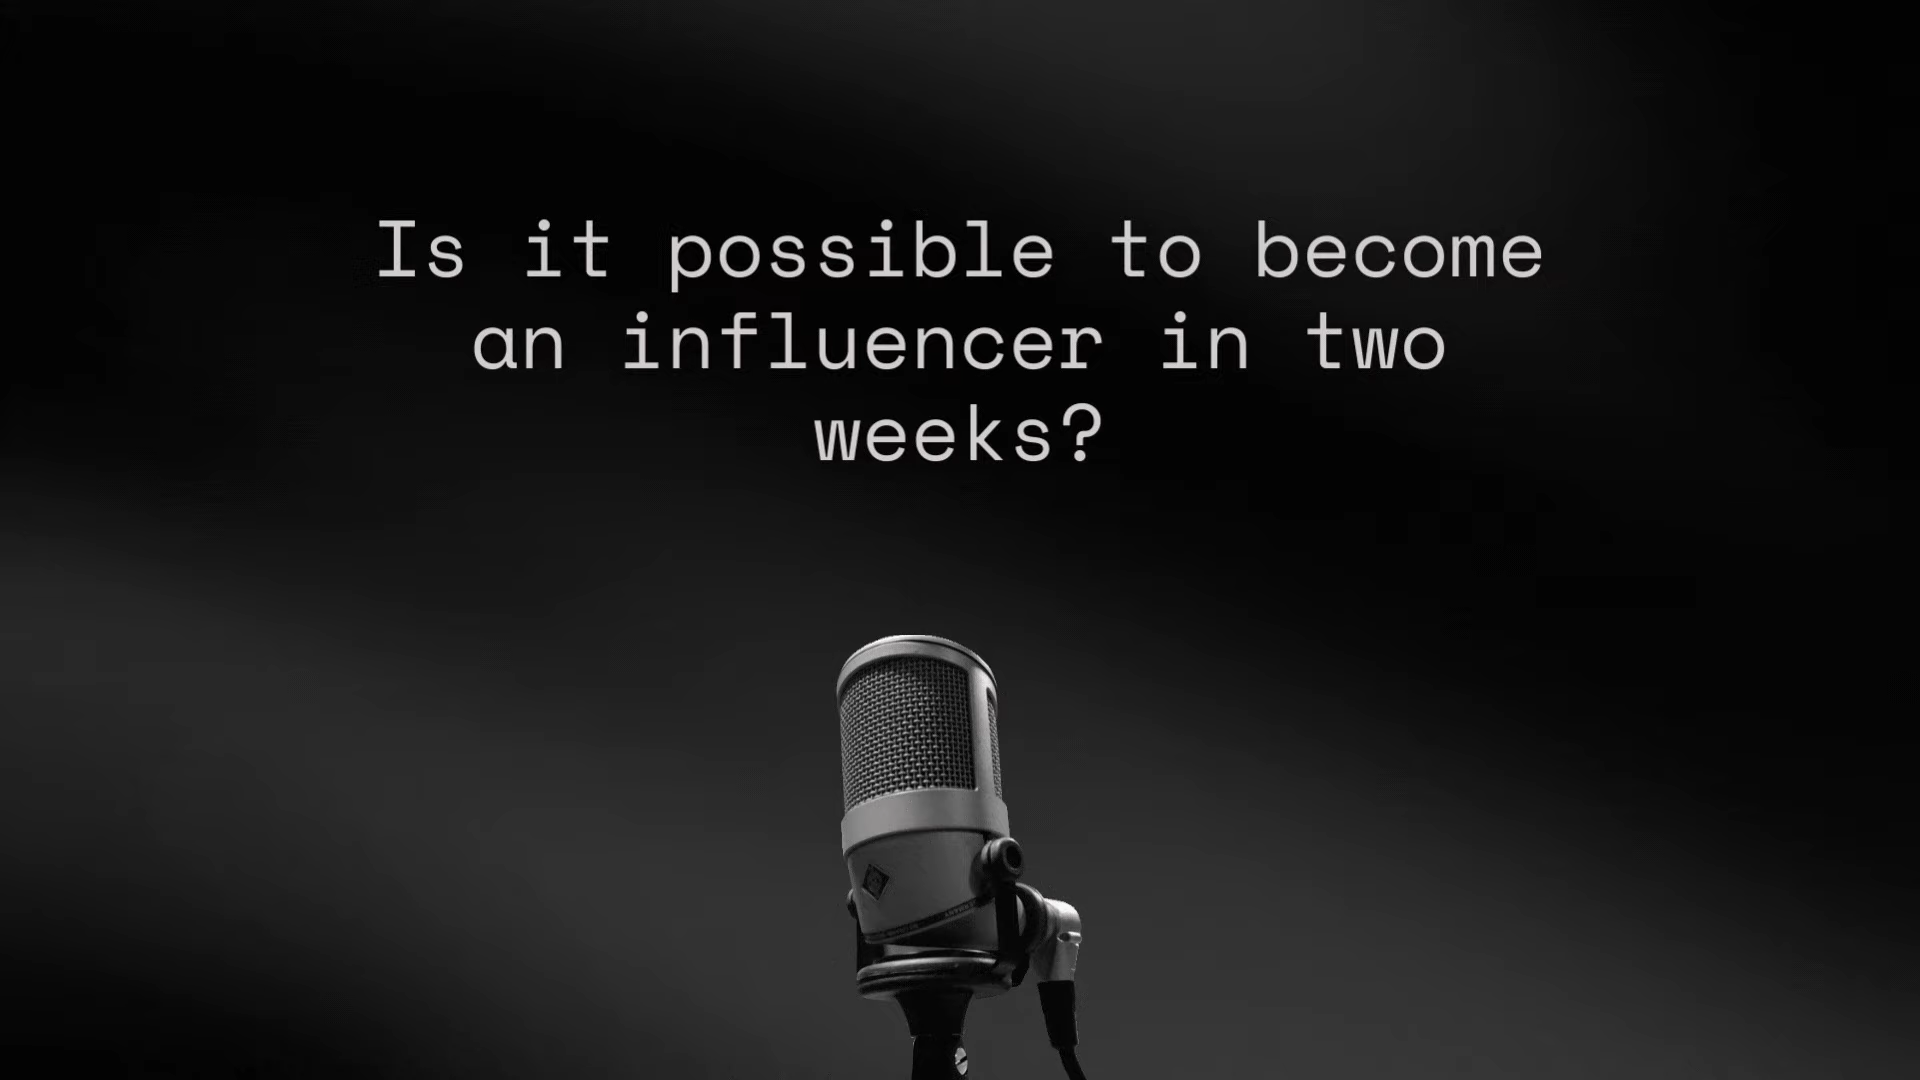 Is it possible to become
an influencer in two
weeks?